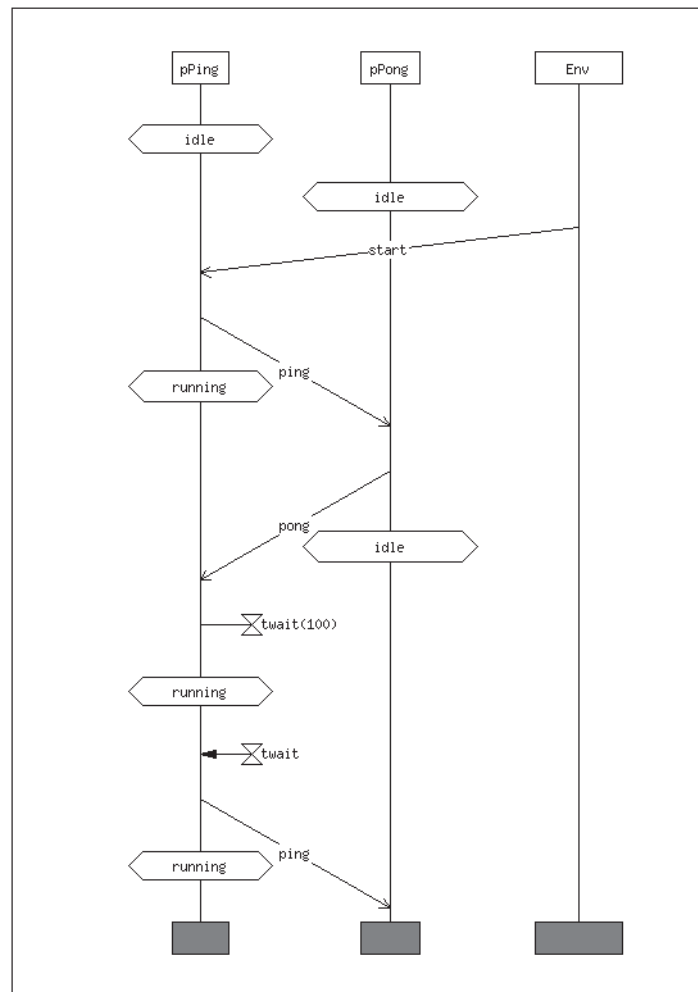 pPing
pPong
Env
idle
idle
start
ping
running
pong
idle
twait(100)
running
twait
ping
running